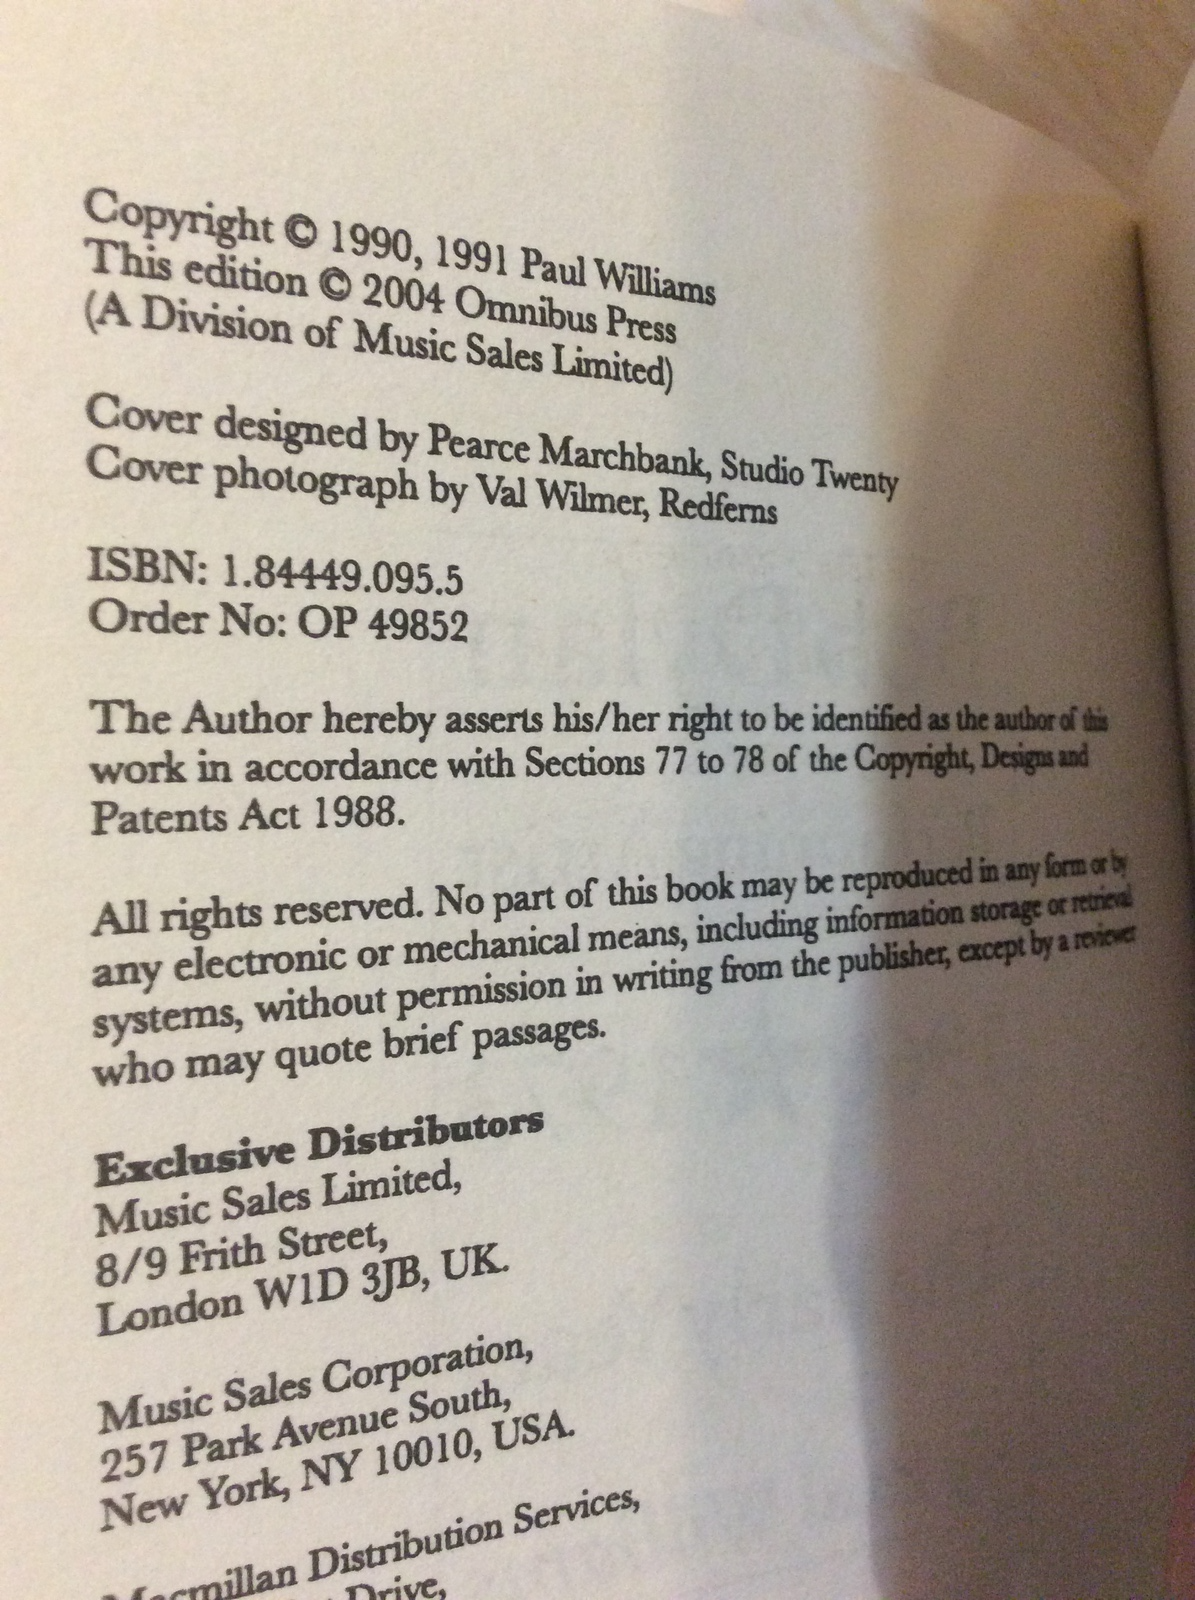 Copyright © 1990, 1991 Paul Williams
This edition © 2004 Omnibus Press
(A Division of Music Sales Limited)
Cover designed by Pearce Marchbank, Studio Twenty
Cover photograph by Val Wilmer, Redferns
ISBN: 1.84449.095.5
Order No: OP 49852
The Author hereby asserts his/her right to be identified as the author of this
work in accordance with Sections 77 to 78 of the Copyright, Designs and
Patents Act 1988.
All rights reserved. No part of this book may be reproduced in any form or by
any electronic or mechanical means, including information storage or retrieval
systems, without permission in writing from the publisher, except by a reviewer
who may quote brief passages.
Exclusive Distributors
Music Sales Limited,
8/9 Frith Street,
London W1D 3JB, UK.
Music Sales Corporation,
257 Park Avenue South,
New York, NY 10010, USA.
Macmillan Distribution Services,
Drive,